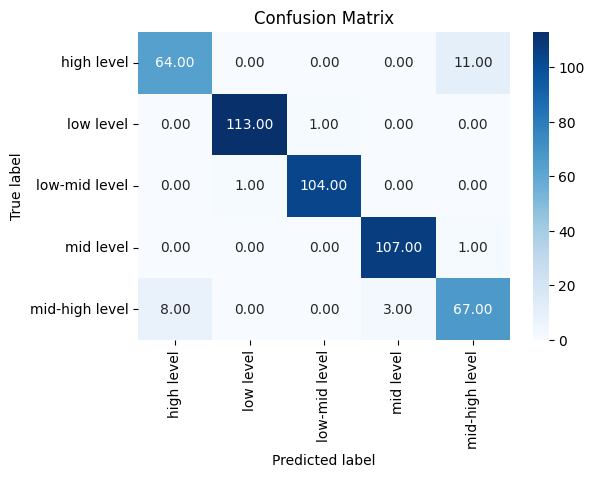 Confusion Matrix
high level 64.00 0.00 0.00 0.00 11.00
low level 0.00 113.00 1.00 0.00 0.00
low-mid level 0.00 1.00 104.00 0.00 0.00
mid level 0.00 0.00 0.00 107.00 1.00
mid-high level 8.00 0.00 0.00 3.00 67.00
True label
high level
low level
low-mid level
mid level
mid-high level
Predicted label
100
80
60
40
20
0